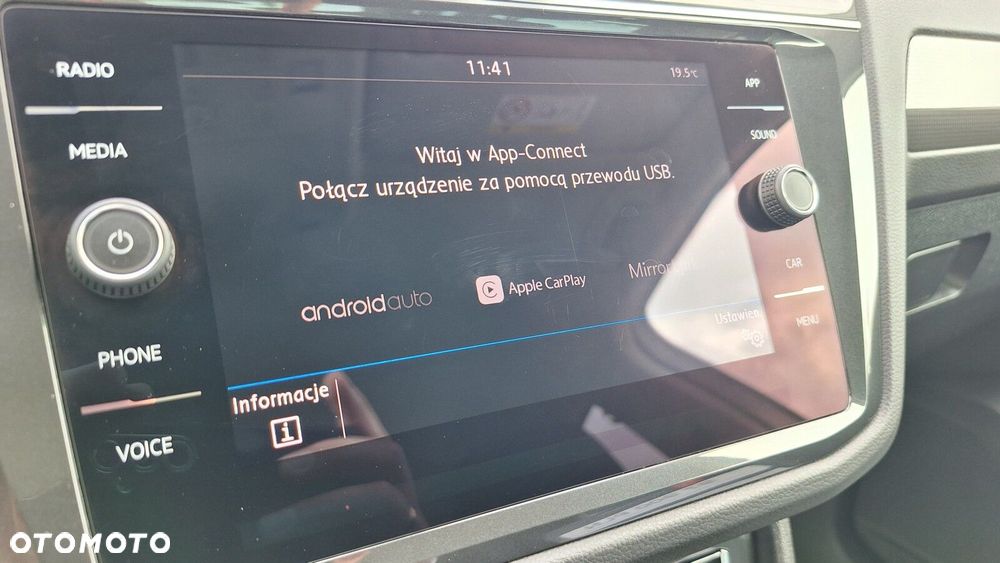 RADIO
MEDIA
PHONE
VOICE
11:41
19.5°C
Witaj w App-Connect
Połącz urządzenie za pomocą przewodu USB.
androidauto
Apple CarPlay
Ustawien
Informacje
i
APP
SOUND
CAR
MENU
OTOMOTO